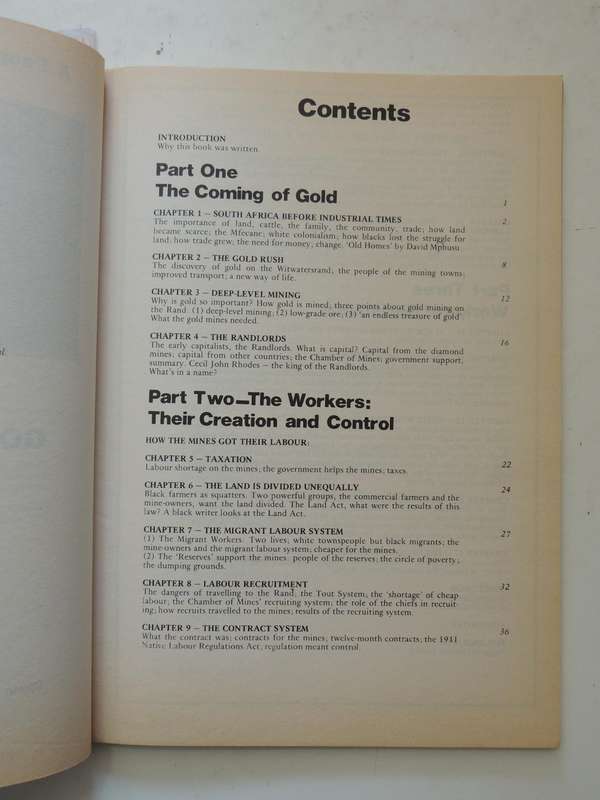 Contents
INTRODUCTION
Why this book was written.
Part One
The Coming of Gold
1
CHAPTER 1 — SOUTH AFRICA BEFORE INDUSTRIAL TIMES 2
The importance of land, cattle, the family, the community, trade; how land
became scarce; the Mfecane; white colonialism, how blacks lost the struggle for
land; how trade grew, the need for money, change. 'Old Homes' by David Mphusu
CHAPTER 2 — THE GOLD RUSH 8
The discovery of gold on the Witwatersrand, the people of the mining towns;
improved transport; a new way of life.
CHAPTER 3 — DEEP-LEVEL MINING 12
Why is gold so important? How gold is mined; three points about gold mining on
the Rand (1) deep-level mining; (2) low-grade ore; (3) 'an endless treasure of gold'
What the gold mines needed.
CHAPTER 4 — THE RANDLORDS 16
The early capitalists, the Randlords. What is capital? Capital from the diamond
mines; capital from other countries; the Chamber of Mines; government support,
summary. Cecil John Rhodes — the king of the Randlords.
What's in a name?
Part Two—The Workers:
Their Creation and Control
HOW THE MINES GOT THEIR LABOUR:
CHAPTER 5 — TAXATION 22
Labour shortage on the mines; the government helps the mines; taxes
CHAPTER 6 — THE LAND IS DIVIDED UNEQUALLY 24
Black farmers as squatters. Two powerful groups, the commercial farmers and the
mine-owners, want the land divided. The Land Act, what were the results of this
law? A black writer looks at the Land Act.
CHAPTER 7 — THE MIGRANT LABOUR SYSTEM 27
(1) The Migrant Workers. Two lives; white townspeople but black migrants; the
mine-owners and the migrant labour system; cheaper for the mines.
(2) The 'Reserves' support the mines: people of the reserves; the circle of poverty;
the dumping grounds.
CHAPTER 8 — LABOUR RECRUITMENT 32
The dangers of travelling to the Rand; the Tout System; the 'shortage' of cheap
labour; the Chamber of Mines' recruiting system; the role of the chiefs in recruit-
ing; how recruits travelled to the mines; results of the recruiting system.
CHAPTER 9 — THE CONTRACT SYSTEM 36
What the contract was; contracts for the mines; twelve-month contracts; the 1911
Native Labour Regulations Act; regulation meant control.